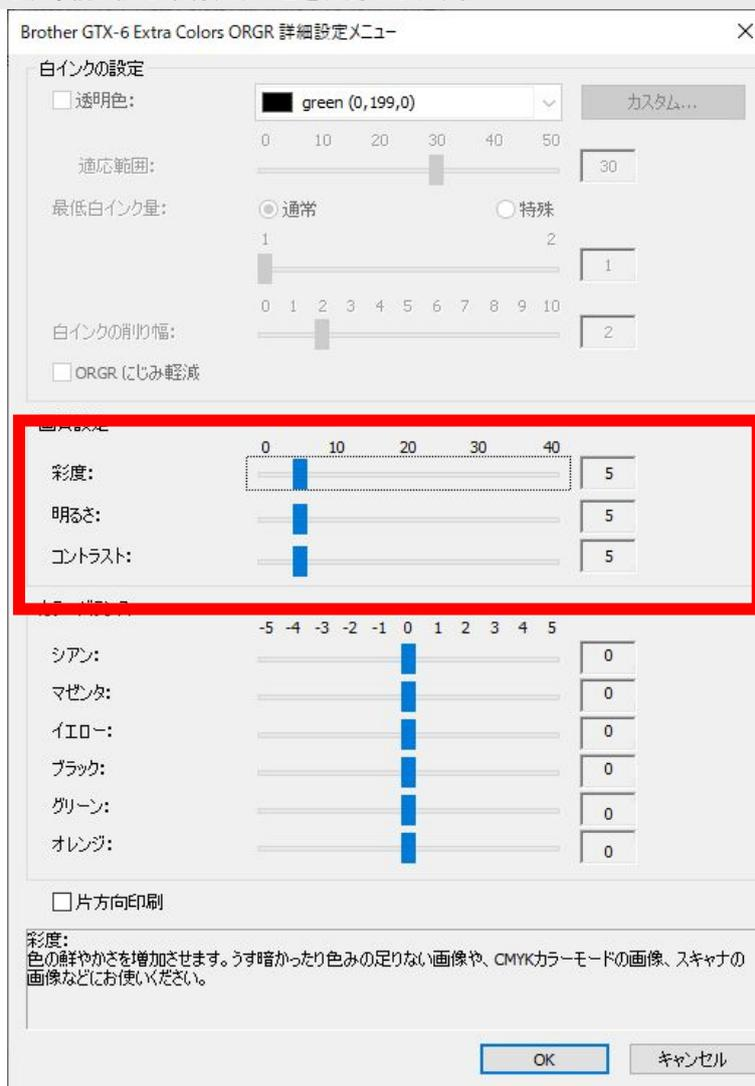 Brother GTX-6 Extra Colors ORGR 詳細設定メニュー
白インクの設定
透明色: green (0,199,0) カスタム...
0 10 20 30 40 50
適応範囲: 30
最低白インク量: 通常 特殊
1 2
1
0 1 2 3 4 5 6 7 8 9 10
白インクの削り幅: 2
ORGR にじみ軽減
0 10 20 30 40
彩度: 5
明るさ: 5
コントラスト: 5
-5 -4 -3 -2 -1 0 1 2 3 4 5
シアン: 0
マゼンタ: 0
イエロー: 0
ブラック: 0
グリーン: 0
オレンジ: 0
片方向印刷
彩度:
色の鮮やかさを増加させます。うす暗かったり色みの足りない画像や、CMYKカラーモードの画像、スキャナの
画像などにお使いください。
OK キャンセル